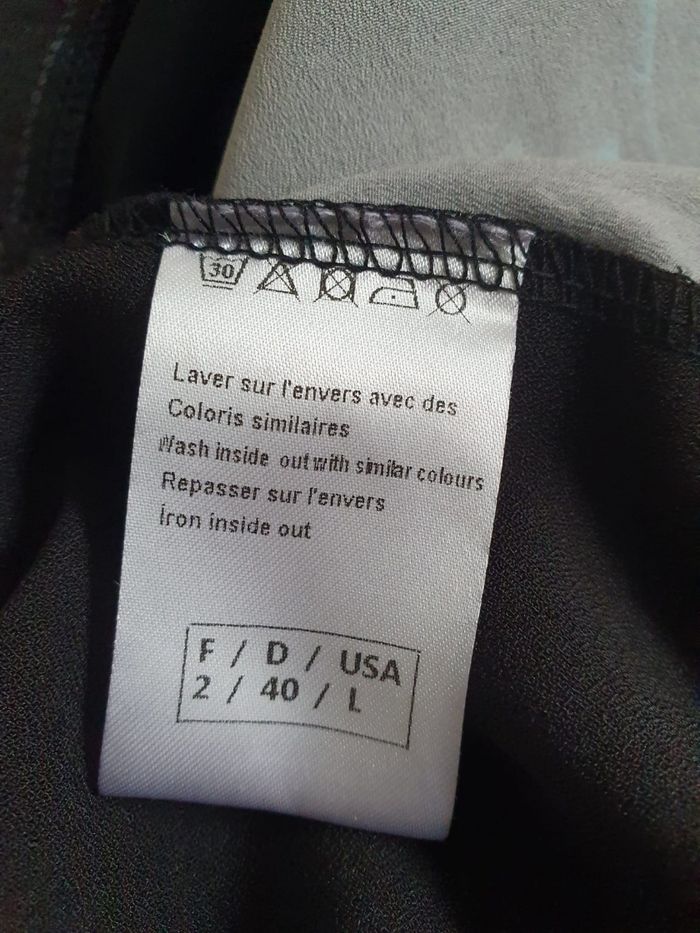 30
Laver sur l'envers avec des
Coloris similaires
Wash inside out with similar colours
Repasser sur l'envers
Iron inside out
F / D / USA
2 / 40 / L